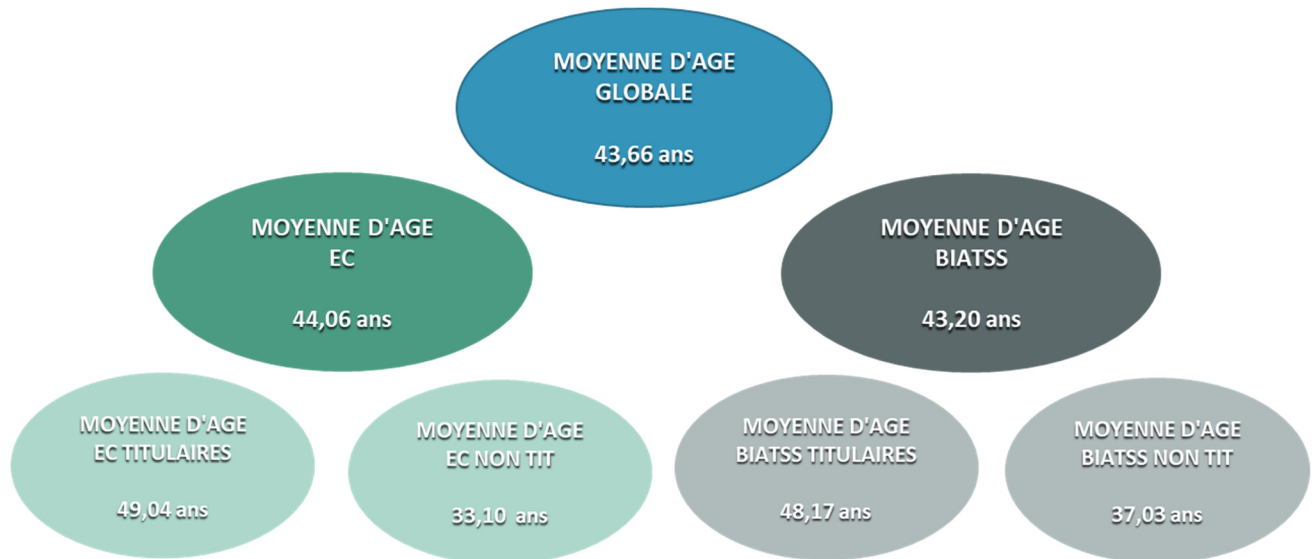 MOYENNE D'AGE
GLOBALE
43,66 ans
MOYENNE D'AGE
EC
44,06 ans
MOYENNE D'AGE
BIATSS
43,20 ans
MOYENNE D'AGE
EC TITULAIRES
49,04 ans
MOYENNE D'AGE
EC NON TIT
33,10 ans
MOYENNE D'AGE
BIATSS TITULAIRES
48,17 ans
MOYENNE D'AGE
BIATSS NON TIT
37,03 ans